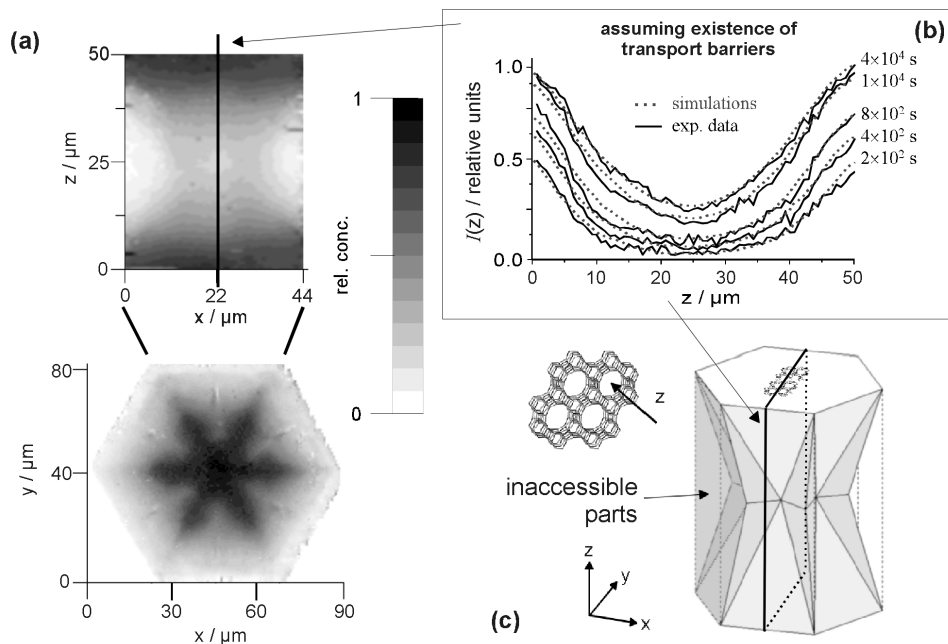 (a)
50
25
0
z / µm
0
22
44
x / µm
1
0
rel. conc.
80
40
0
y / µm
0
30
60
90
x / µm
(b)
assuming existence of
transport barriers
1.0
0.5
0.0
I(z) / relative units
simulations
exp. data
4×10⁴ s
1×10⁴ s
8×10² s
4×10² s
2×10² s
0
10
20
30
40
50
z / µm
z
inaccessible
parts
z
y
x
(c)